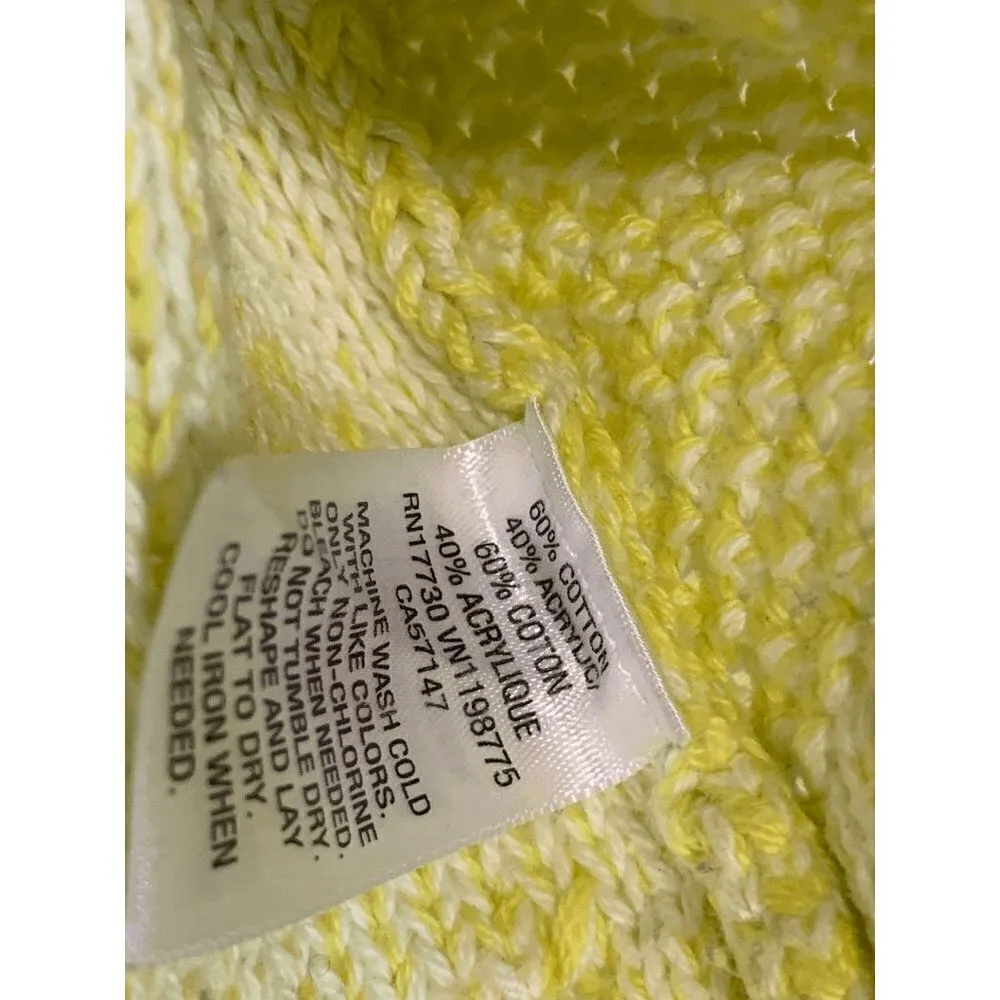 60% COTTON
40% ACRYLIC/
60% COTON
40% ACRYLIQUE
RN17730 VN1198775
CA57147
MACHINE WASH COLD
WITH LIKE COLORS.
ONLY NON-CHLORINE
BLEACH WHEN NEEDED.
DO NOT TUMBLE DRY.
RESHAPE AND LAY
FLAT TO DRY.
COOL IRON WHEN
NEEDED.